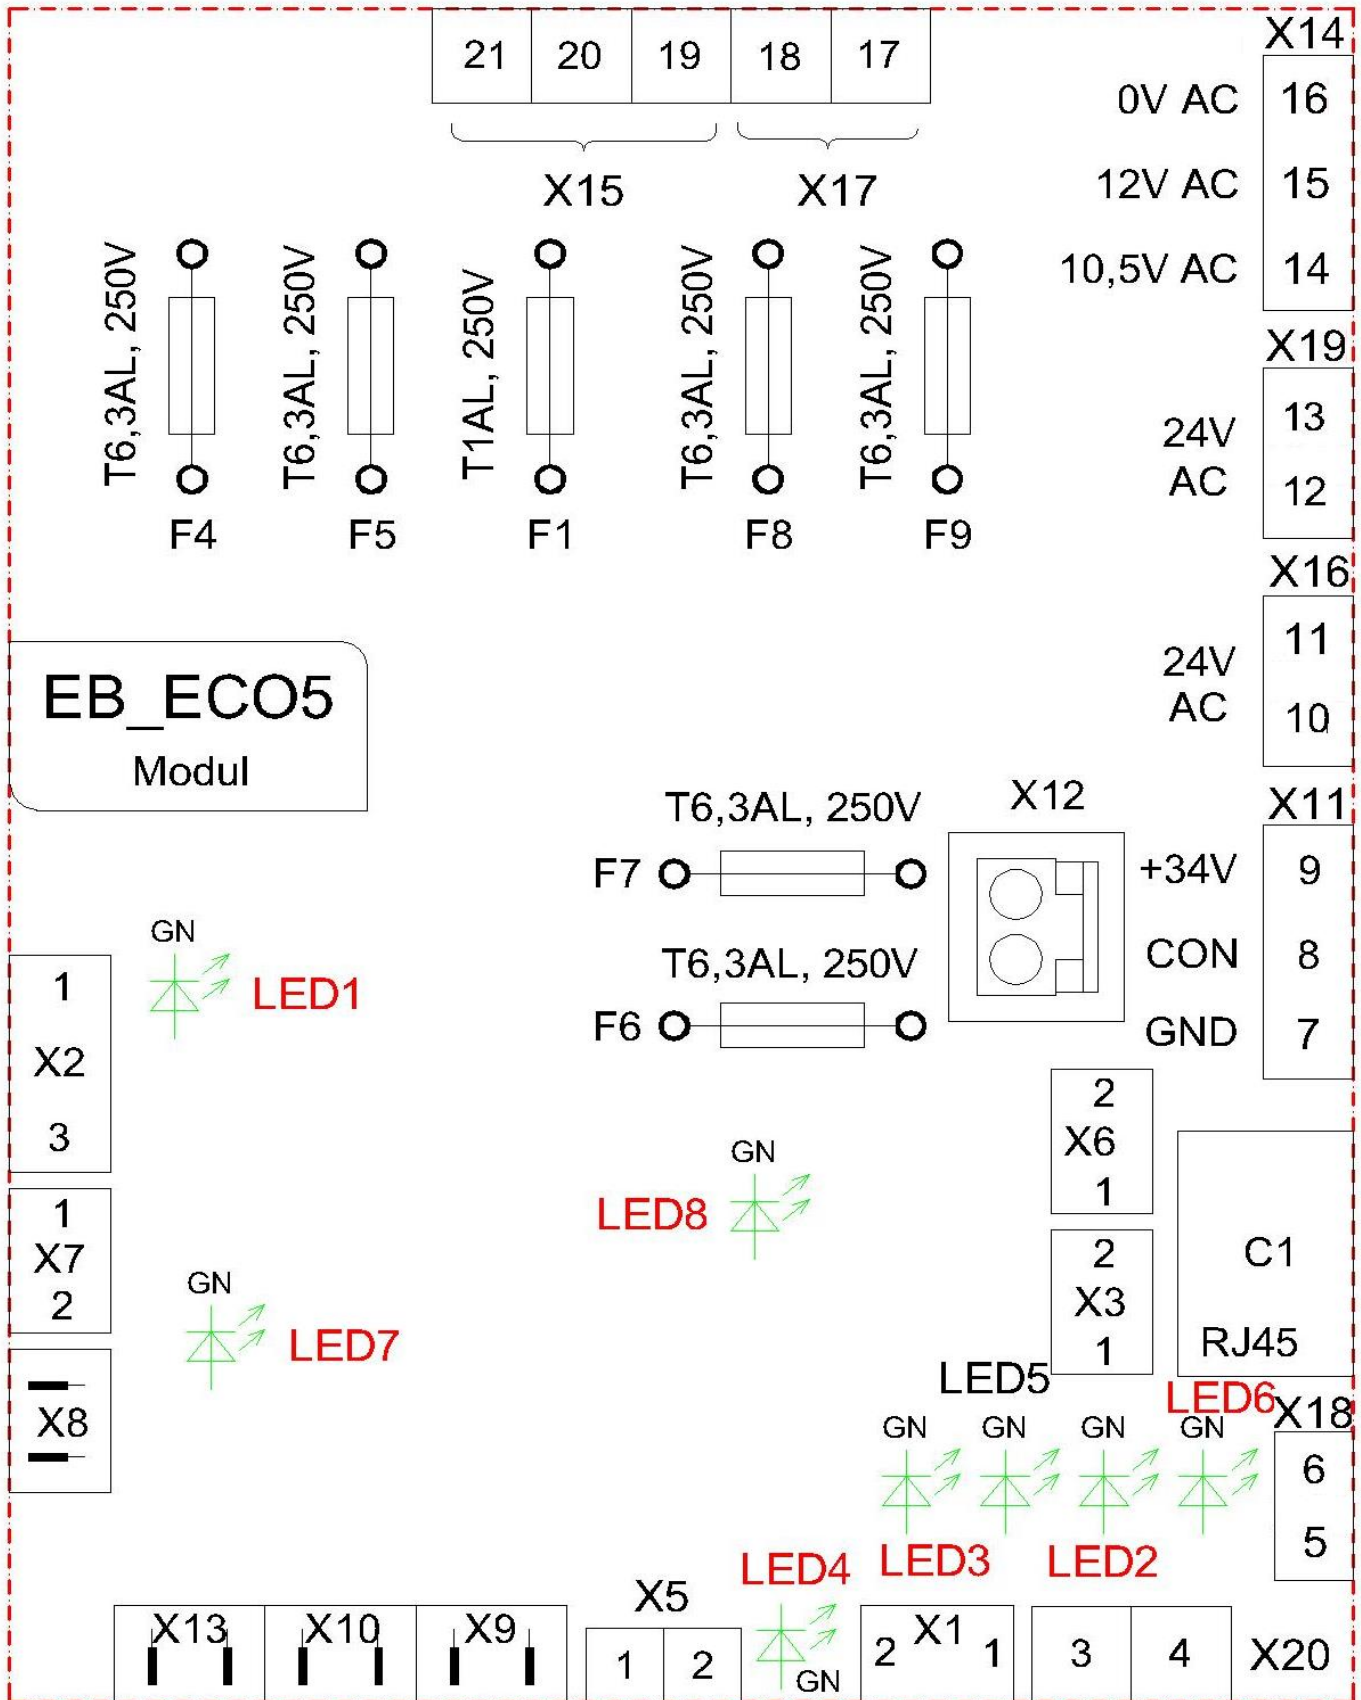 21 20 19 18 17
X15 X17
X14
0V AC 16
12V AC 15
10,5V AC 14
T6,3AL, 250V
F4
T6,3AL, 250V
F5
T1AL, 250V
F1
T6,3AL, 250V
F8
T6,3AL, 250V
F9
X19
24V
AC
13
12
X16
24V
AC
11
10
EB_ECO5
Modul
T6,3AL, 250V
F7
T6,3AL, 250V
F6
X12
X11
+34V 9
CON 8
GND 7
GN
LED1
1
X2
3
1
X7
2
GN
LED7
X8
GN
LED8
2
X6
1
2
X3
1
C1
RJ45
LED5
LED6
X18
GN GN GN GN
6
5
LED3 LED2
LED4
GN
X13 X10 X9
X5
1 2
2 X1 1
3 4 X20